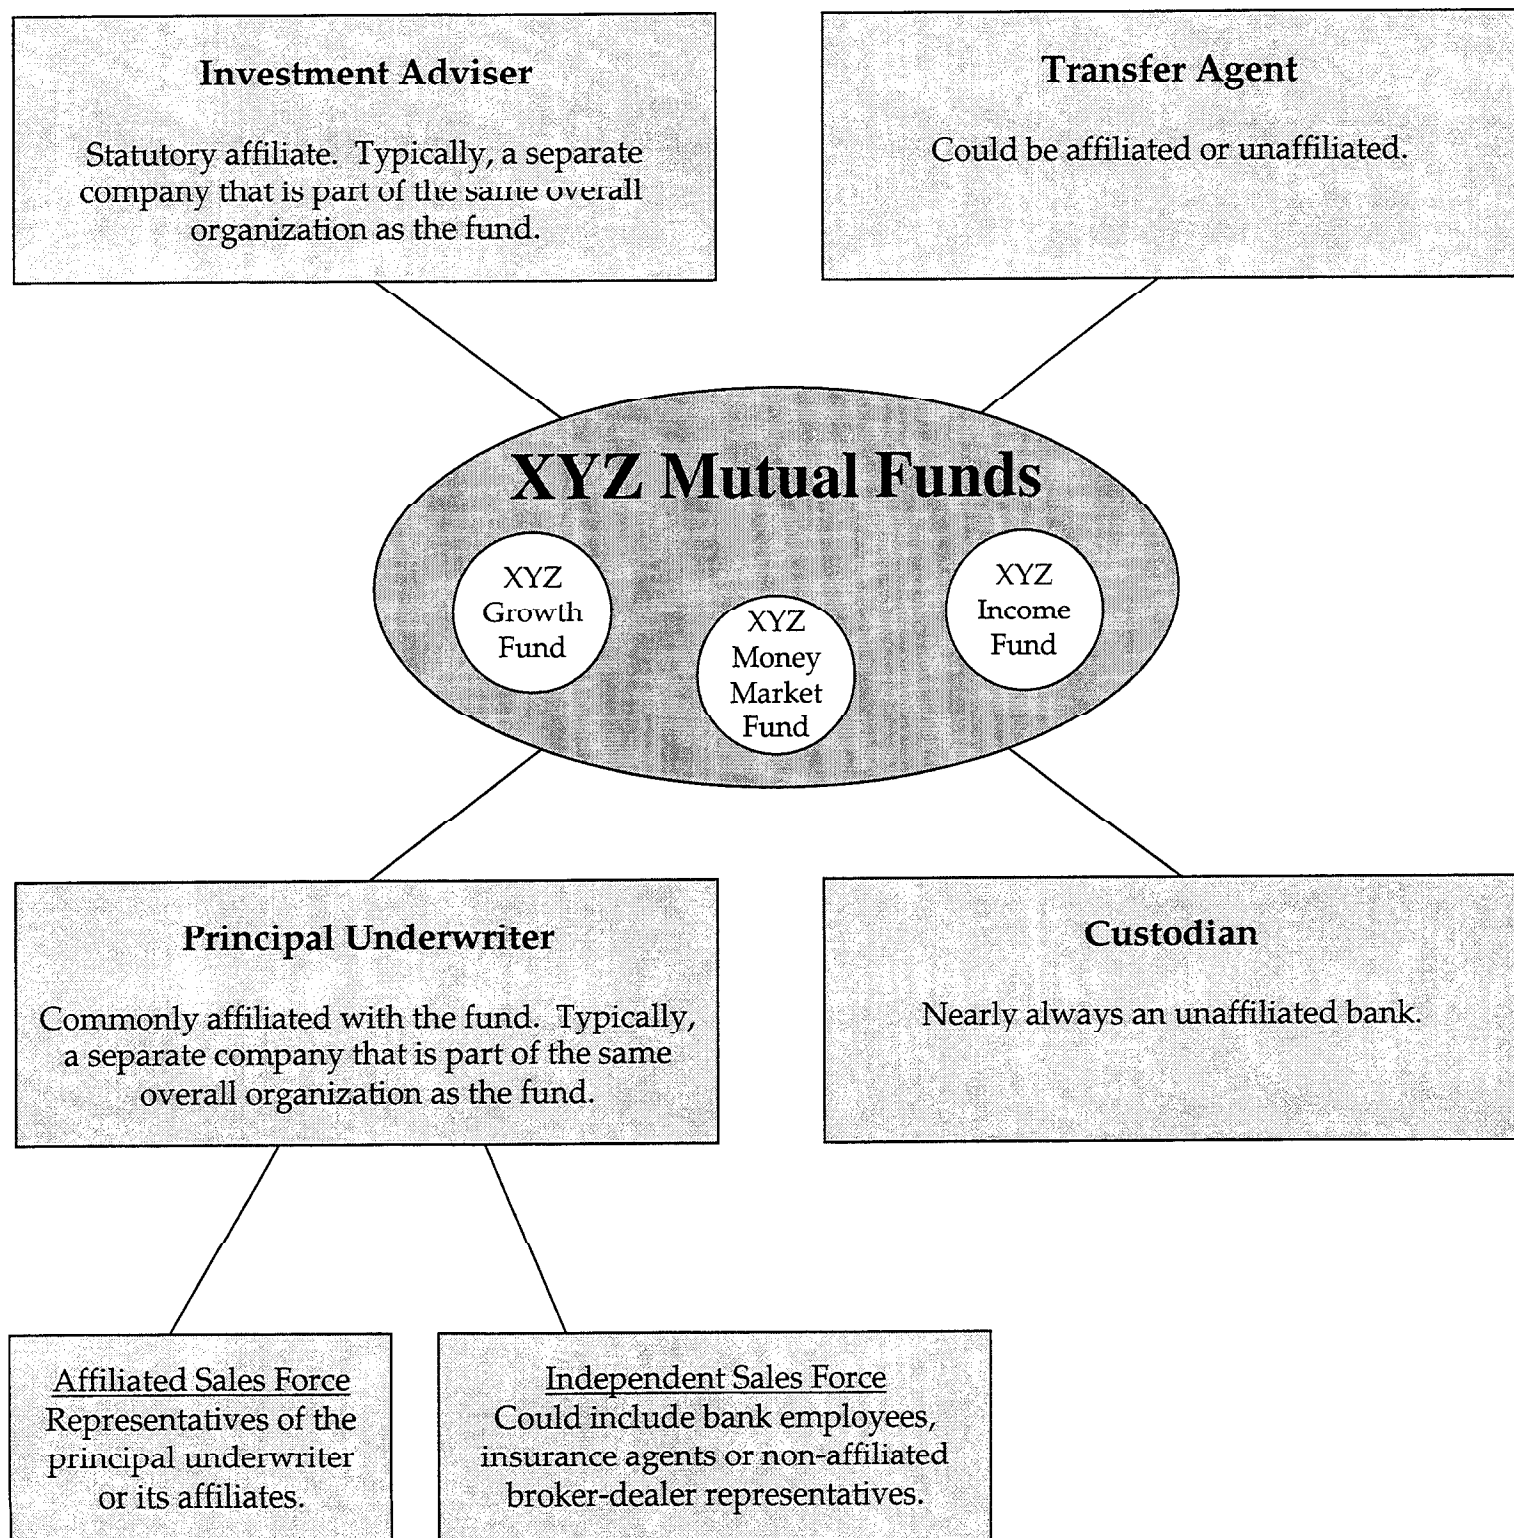 Investment Adviser
Statutory affiliate. Typically, a separate
company that is part of the same overall
organization as the fund.
Transfer Agent
Could be affiliated or unaffiliated.
XYZ Mutual Funds
XYZ
Growth
Fund
XYZ
Money
Market
Fund
XYZ
Income
Fund
Principal Underwriter
Commonly affiliated with the fund. Typically,
a separate company that is part of the same
overall organization as the fund.
Custodian
Nearly always an unaffiliated bank.
Affiliated Sales Force
Representatives of the
principal underwriter
or its affiliates.
Independent Sales Force
Could include bank employees,
insurance agents or non-affiliated
broker-dealer representatives.